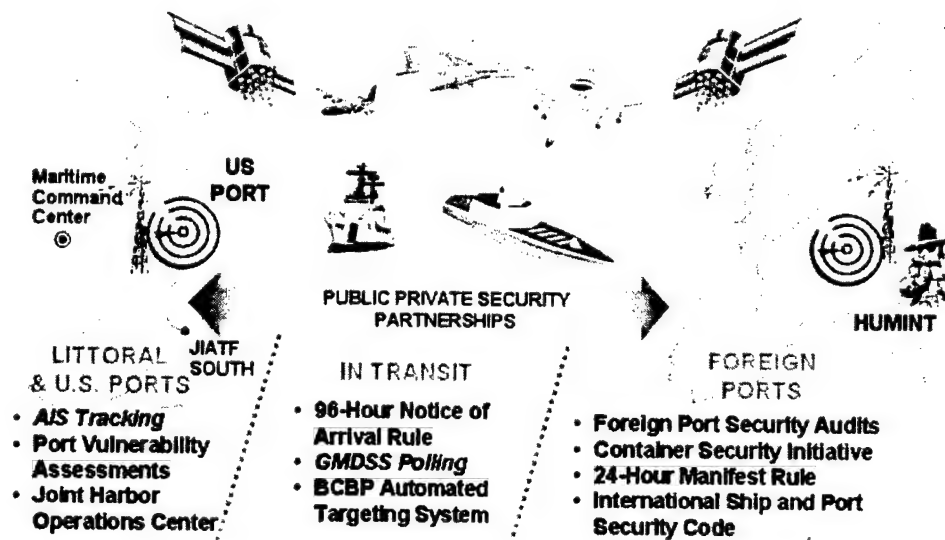 Maritime
Command
Center
US
PORT
PUBLIC PRIVATE SECURITY
PARTNERSHIPS
HUMINT
JIATF
SOUTH
LITTORAL
& U.S. PORTS
• AIS Tracking
• Port Vulnerability
Assessments
• Joint Harbor
Operations Center
IN TRANSIT
• 96-Hour Notice of
Arrival Rule
• GMDSS Polling
• BCBP Automated
Targeting System
FOREIGN
PORTS
• Foreign Port Security Audits
• Container Security Initiative
• 24-Hour Manifest Rule
• International Ship and Port
Security Code